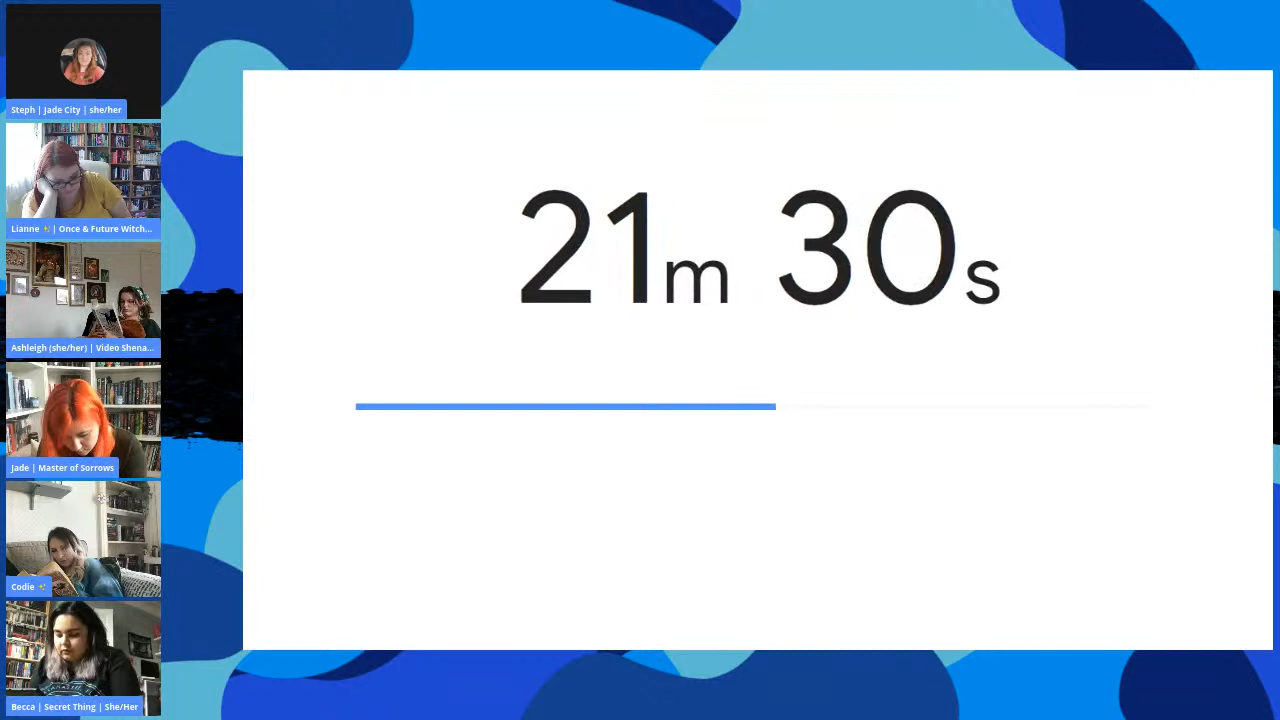 Steph | Jade City | she/her
Lianne ✨ | Once & Future Witch...
Ashleigh (she/her) | Video Shena...
Jade | Master of Sorrows
Codie ✨
Becca | Secret Thing | She/Her
21m 30s